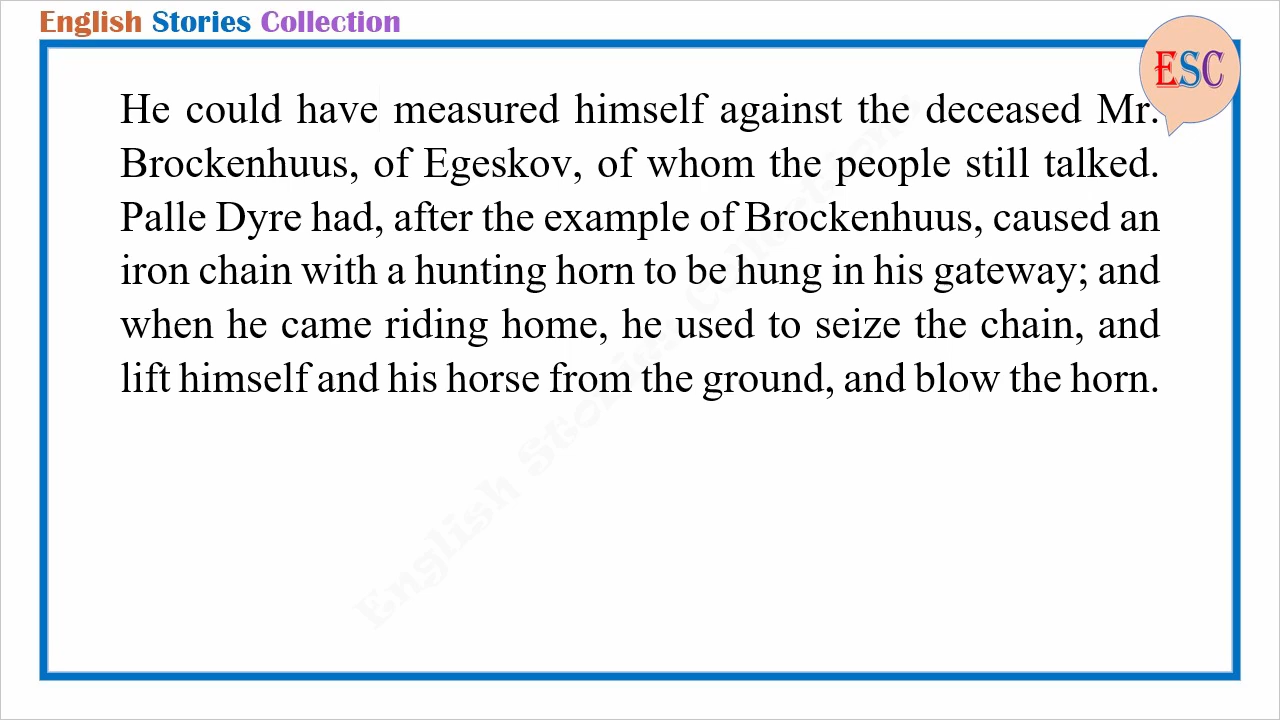 English Stories Collection
ESC
He could have measured himself against the deceased Mr.
Brockenhuus, of Egeskov, of whom the people still talked.
Palle Dyre had, after the example of Brockenhuus, caused an
iron chain with a hunting horn to be hung in his gateway; and
when he came riding home, he used to seize the chain, and
lift himself and his horse from the ground, and blow the horn.
English Stories Collections